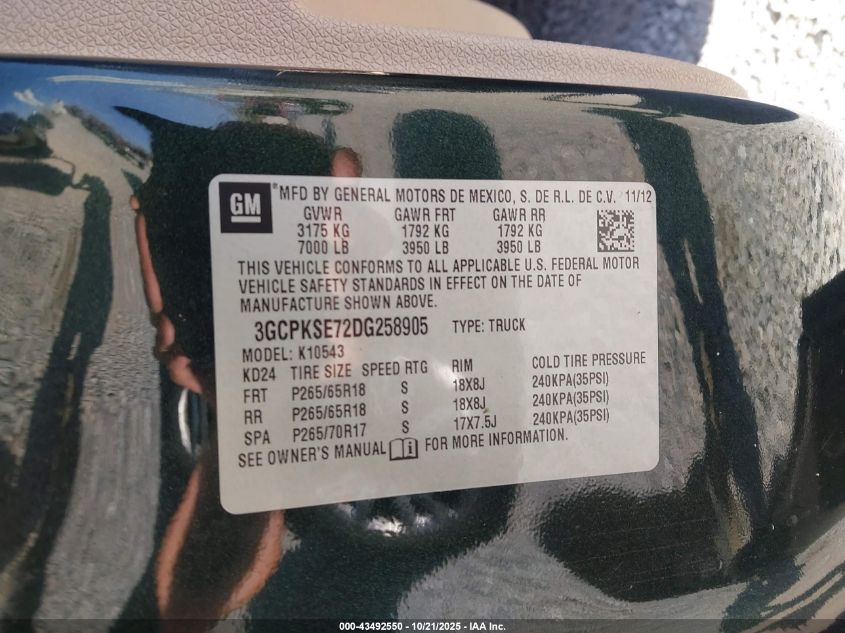 GM
®MFD BY GENERAL MOTORS DE MEXICO, S. DE R.L. DE C.V. 11/12
GVWR GAWR FRT GAWR RR
3175 KG 1792 KG 1792 KG
7000 LB 3950 LB 3950 LB
THIS VEHICLE CONFORMS TO ALL APPLICABLE U.S. FEDERAL MOTOR
VEHICLE SAFETY STANDARDS IN EFFECT ON THE DATE OF
MANUFACTURE SHOWN ABOVE.
3GCPKSE72DG258905 TYPE: TRUCK
MODEL: K10543
KD24 TIRE SIZE SPEED RTG RIM COLD TIRE PRESSURE
FRT P265/65R18 S 18X8J 240KPA(35PSI)
RR P265/65R18 S 18X8J 240KPA(35PSI)
SPA P265/70R17 S 17X7.5J 240KPA(35PSI)
SEE OWNER'S MANUAL FOR MORE INFORMATION.
000-43492550 - 10/21/2025 - IAA Inc.